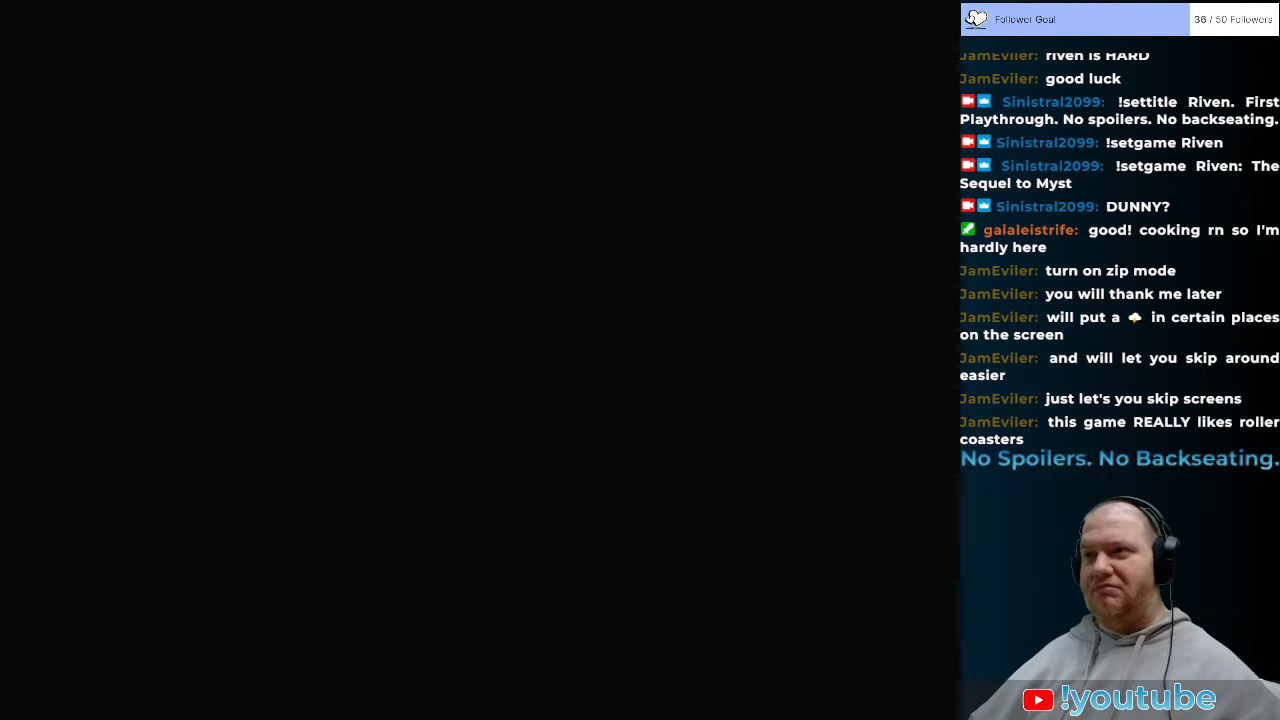 Follower Goal
36 / 50 Followers
JamEviler: riven is HARD
JamEviler: good luck
Sinistral2099: !settitle Riven. First
Playthrough. No spoilers. No backseating.
Sinistral2099: !setgame Riven
Sinistral2099: !setgame Riven: The
Sequel to Myst
Sinistral2099: DUNNY?
gaialeistrife: good! cooking rn so I'm
hardly here
JamEviler: turn on zip mode
JamEviler: you will thank me later
JamEviler: will put a 🌩️ in certain places
on the screen
JamEviler: and will let you skip around
easier
JamEviler: just let's you skip screens
JamEviler: this game REALLY likes roller
coasters
No Spoilers. No Backseating.
!youtube